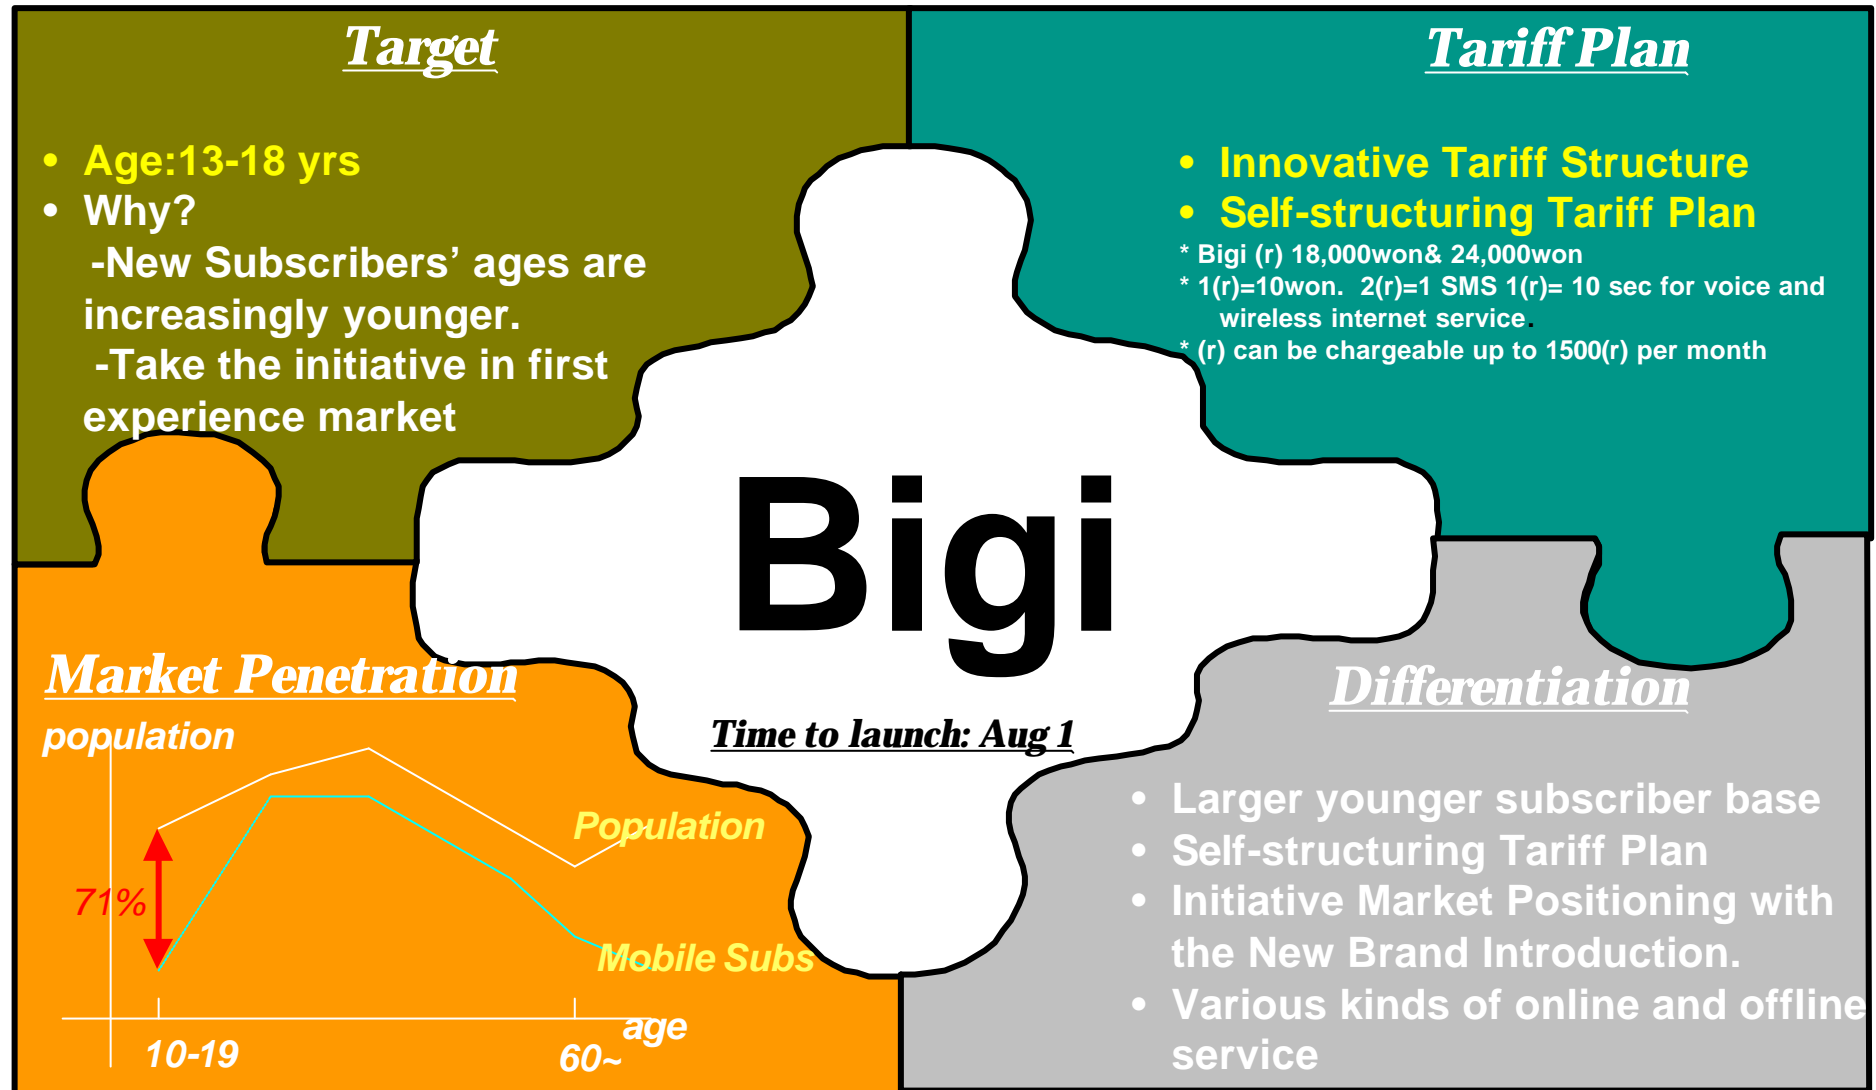 Target
• Age:13-18 yrs
• Why?
-New Subscribers’ ages are
increasingly younger.
-Take the initiative in first
experience market
Tariff Plan
• Innovative Tariff Structure
• Self-structuring Tariff Plan
* Bigi (r) 18,000won& 24,000won
* 1(r)=10won. 2(r)=1 SMS 1(r)= 10 sec for voice and
wireless internet service.
* (r) can be chargeable up to 1500(r) per month
Bigi
Time to launch: Aug 1
Market Penetration
population
Population
71%
Mobile Subs
age
10-19
60~
Differentiation
• Larger younger subscriber base
• Self-structuring Tariff Plan
• Initiative Market Positioning with
the New Brand Introduction.
• Various kinds of online and offline
service